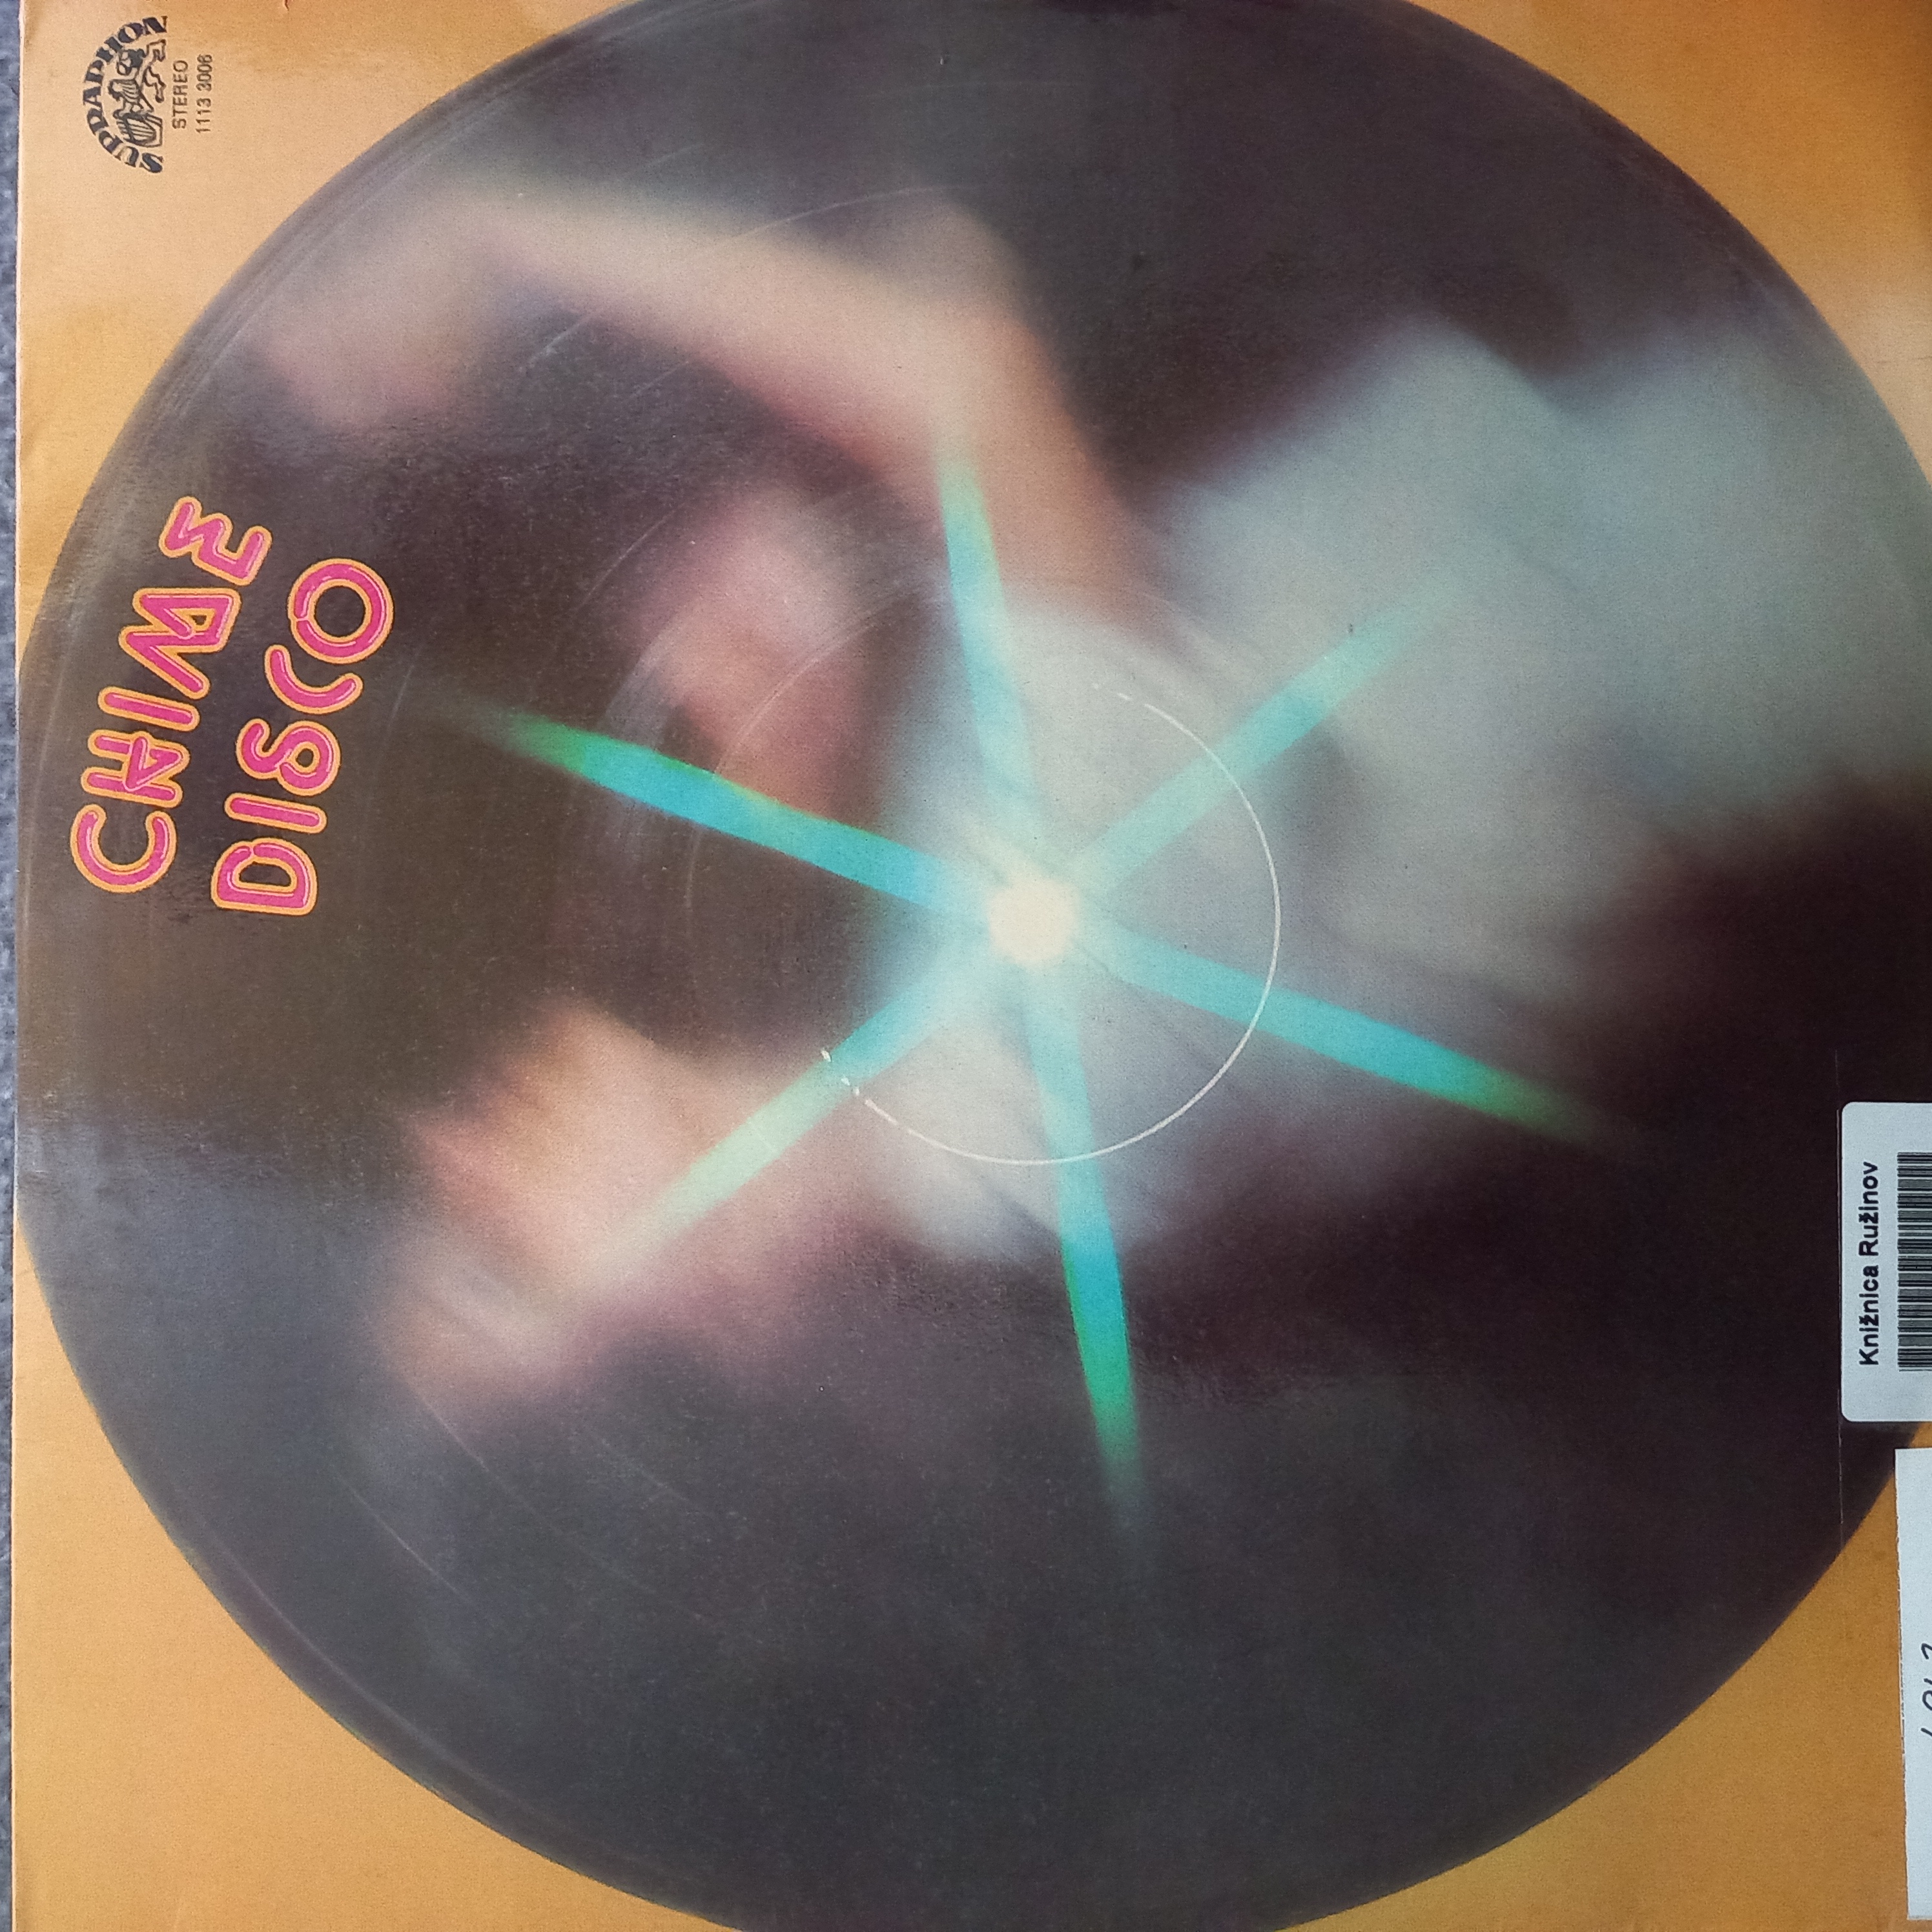 SUPRAPHON
STEREO
1113 3006
CHIME
DISCO
Knižnica Ružinov